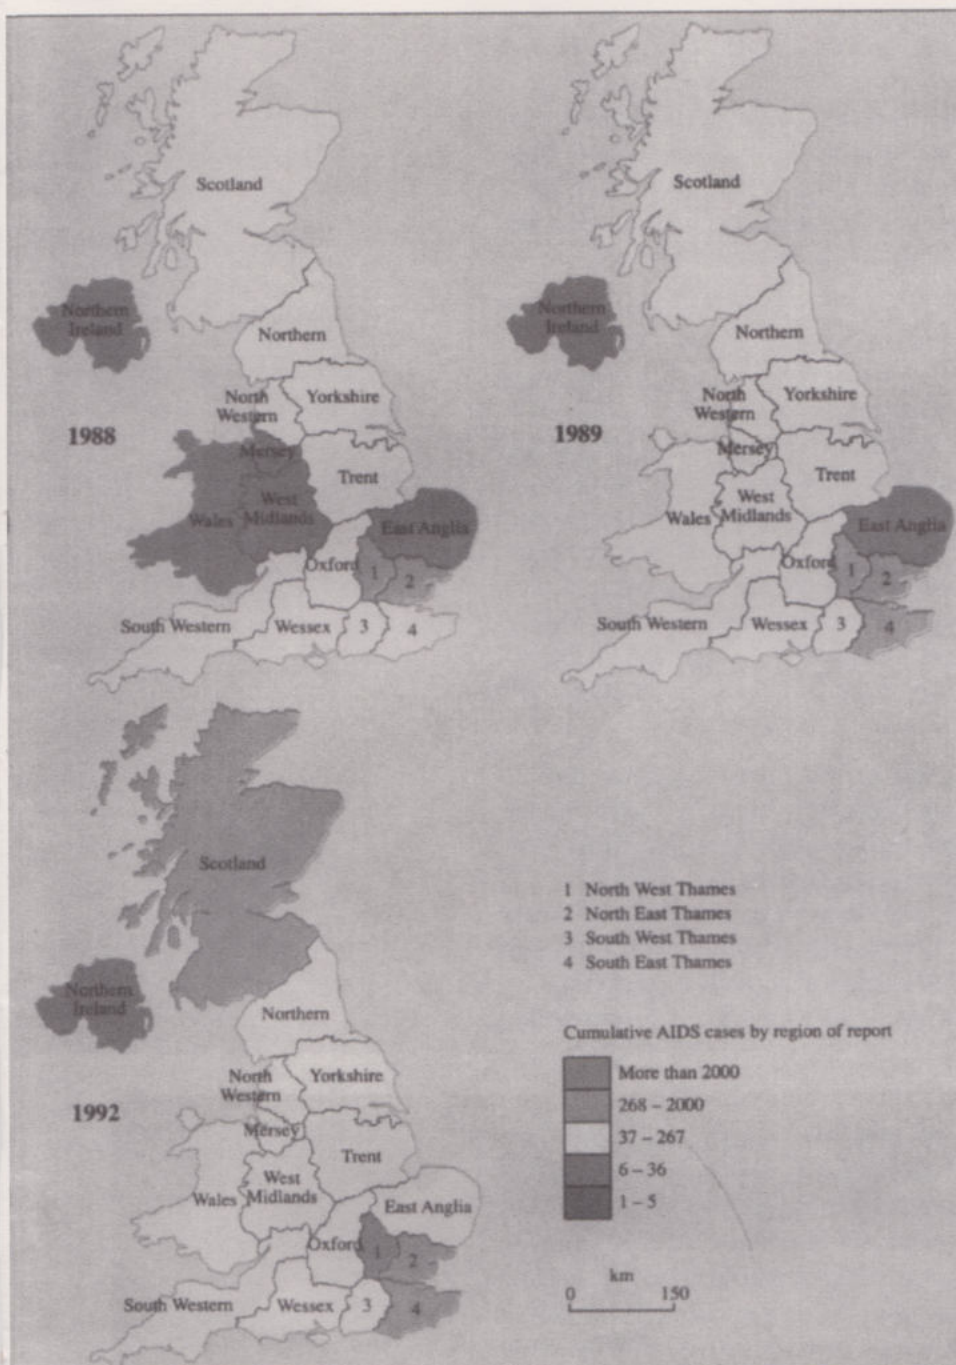 Scotland
Northern
Ireland
Northern
North
Western
Yorkshire
1988
Mersey
Trent
West
Midlands
Wales
East Anglia
Oxford
1
2
South Western
Wessex
3
4
Scotland
Northern
Ireland
Northern
North
Western
Yorkshire
1989
Mersey
Trent
West
Midlands
Wales
East Anglia
Oxford
1
2
South Western
Wessex
3
4
Scotland
Northern
Ireland
Northern
North
Western
Yorkshire
1992
Mersey
Trent
West
Midlands
Wales
East Anglia
Oxford
1
2
South Western
Wessex
3
4
1 North West Thames
2 North East Thames
3 South West Thames
4 South East Thames
Cumulative AIDS cases by region of report
More than 2000
268 – 2000
37 – 267
6 – 36
1 – 5
km
0 150